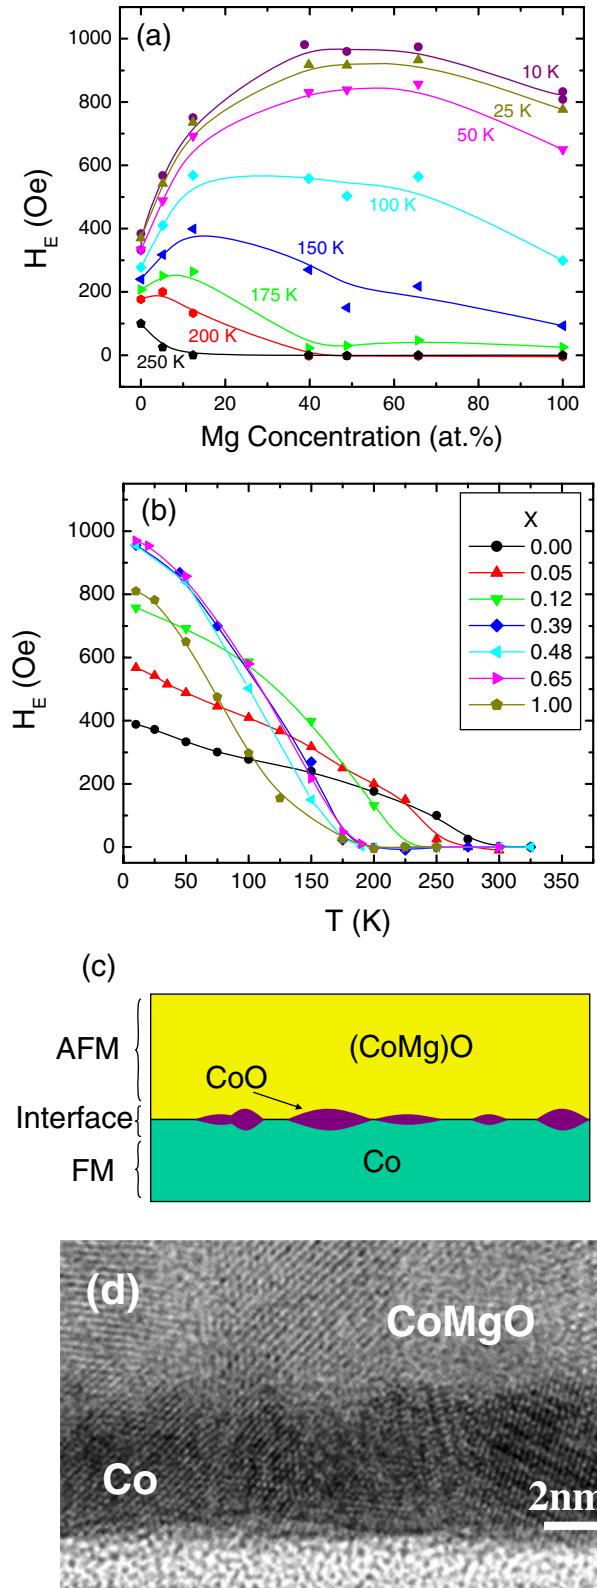 (a)
1000
800
600
400
200
0
H_E (Oe)
10 K
25 K
50 K
100 K
150 K
175 K
200 K
250 K
0 20 40 60 80 100
Mg Concentration (at.%)
(b)
1000
800
600
400
200
0
H_E (Oe)
X
0.00
0.05
0.12
0.39
0.48
0.65
1.00
0 50 100 150 200 250 300 350
T (K)
(c)
AFM
(CoMg)O
CoO
Interface
FM
Co
(d)
CoMgO
Co
2nm